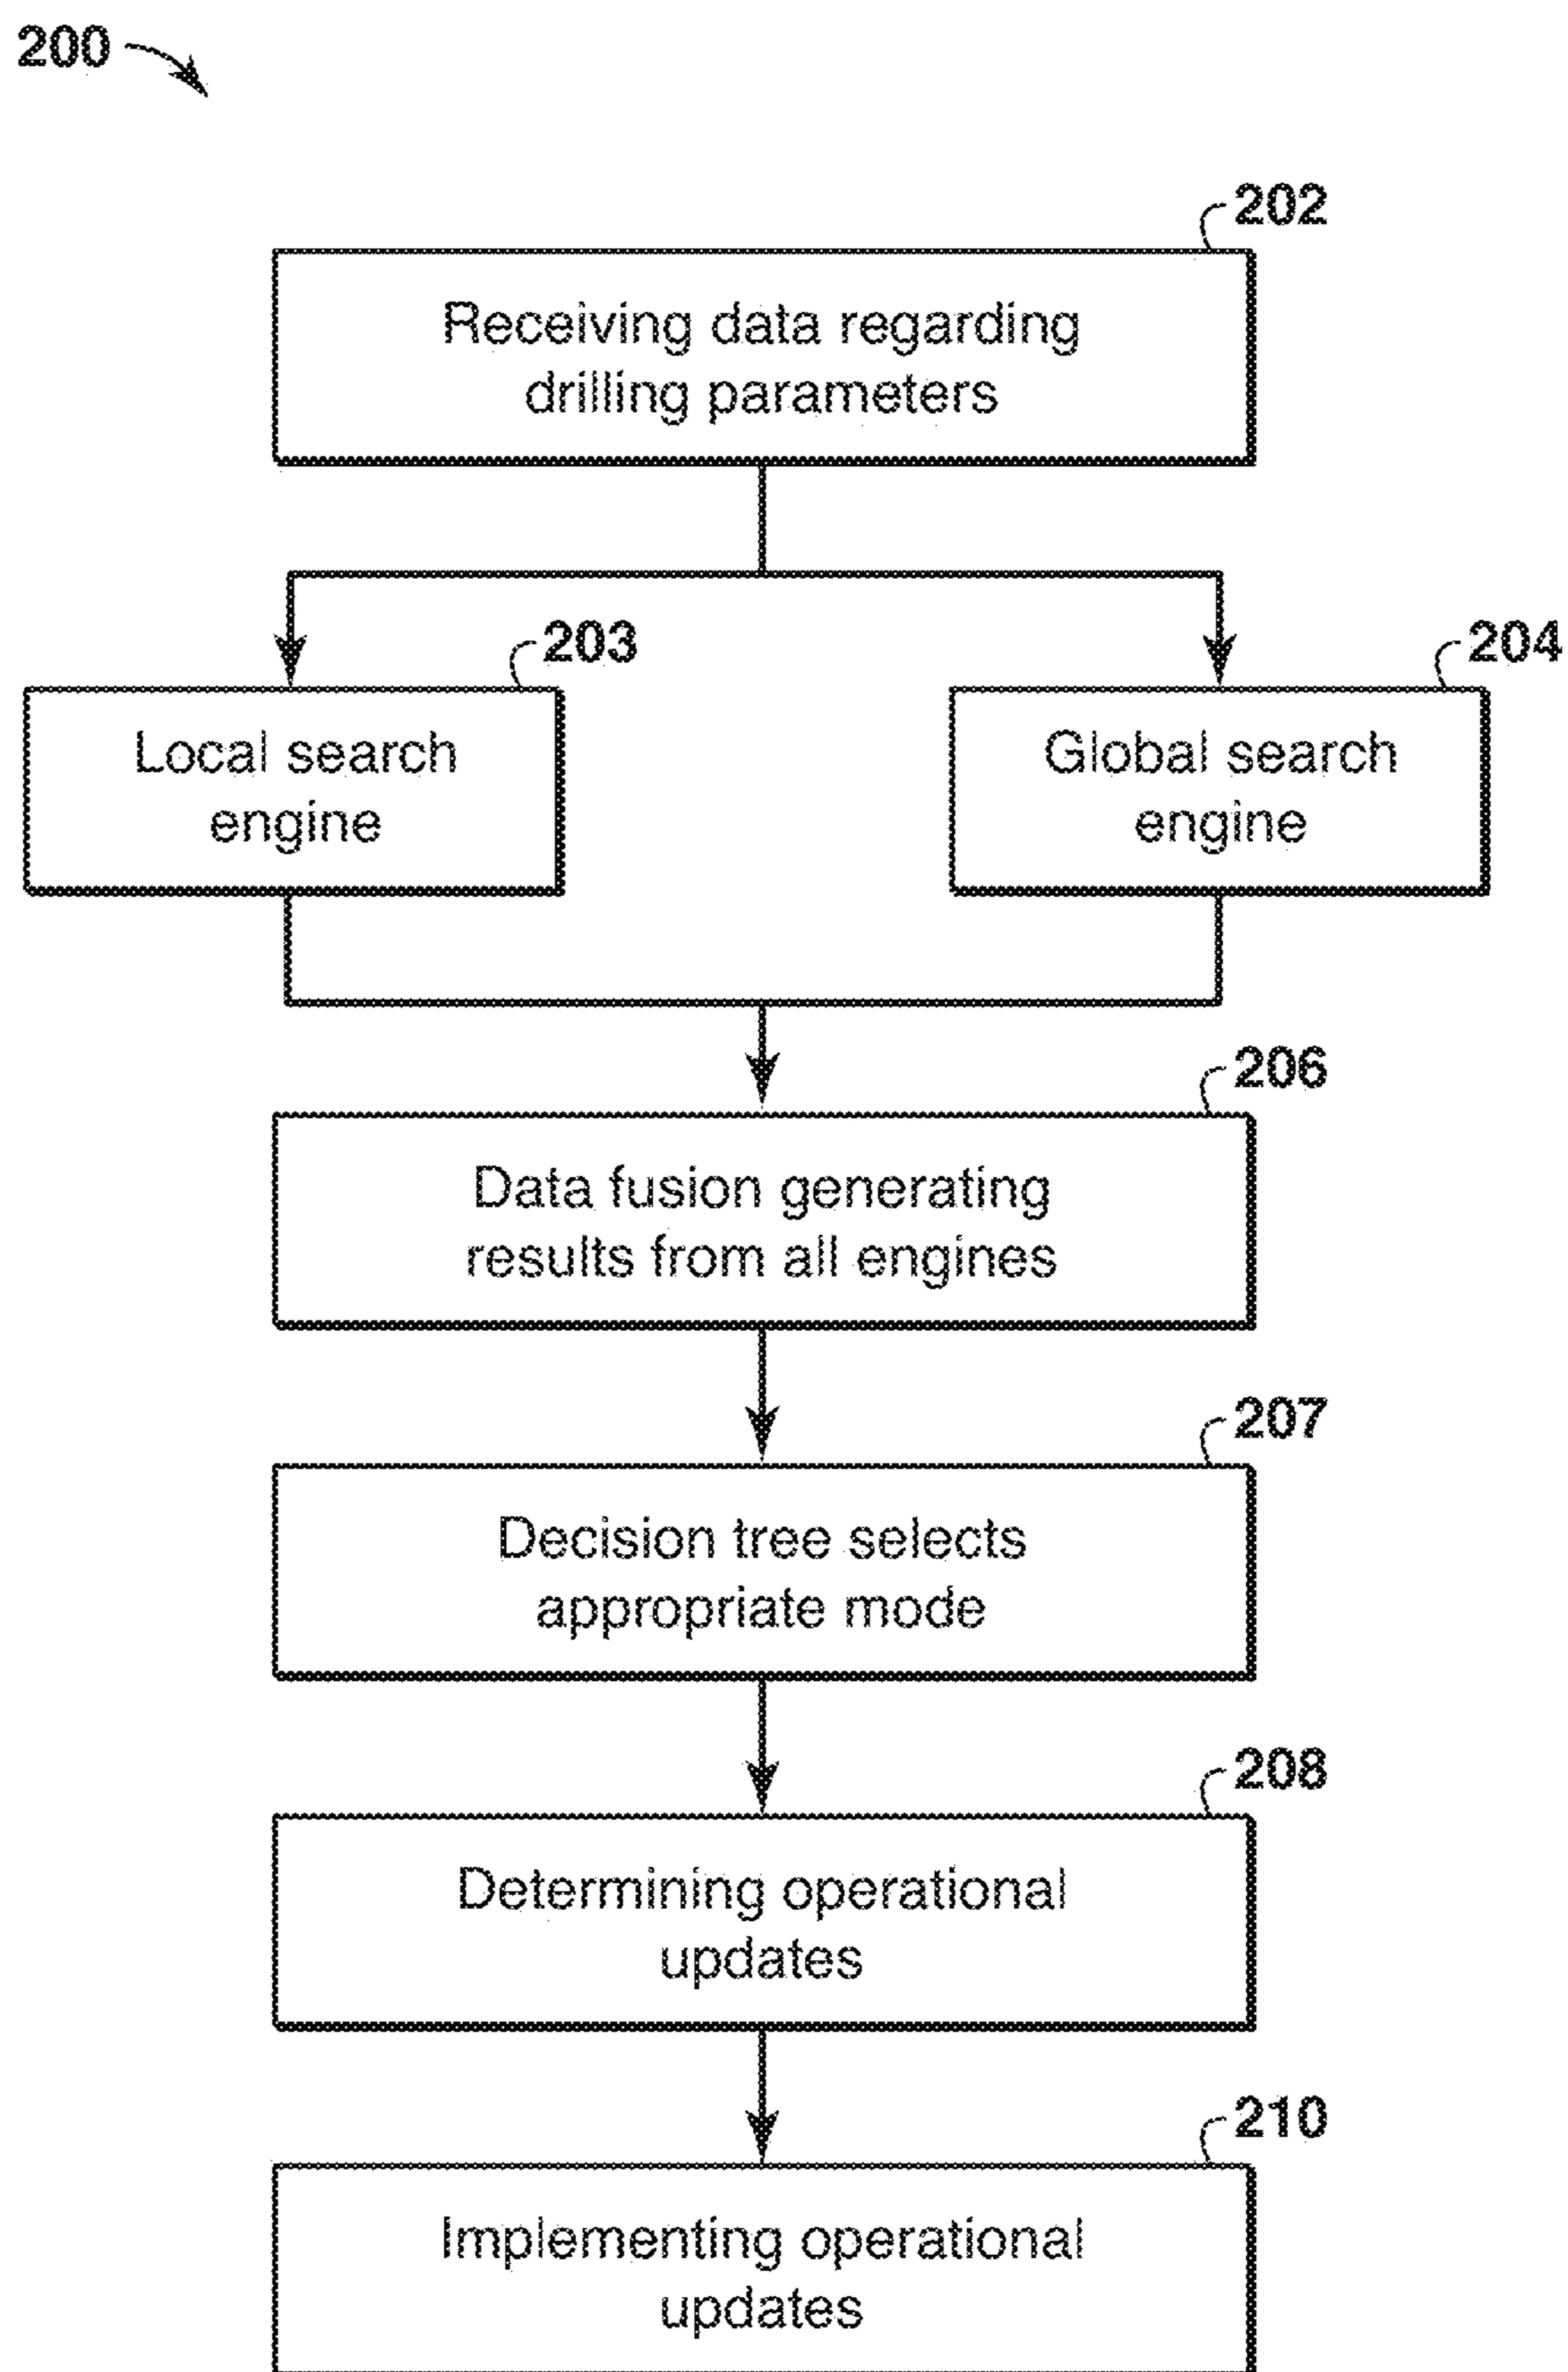 200
202
Receiving data regarding
drilling parameters
203
Local search
engine
204
Global search
engine
206
Data fusion generating
results from all engines
207
Decision tree selects
appropriate mode
208
Determining operational
updates
210
Implementing operational
updates